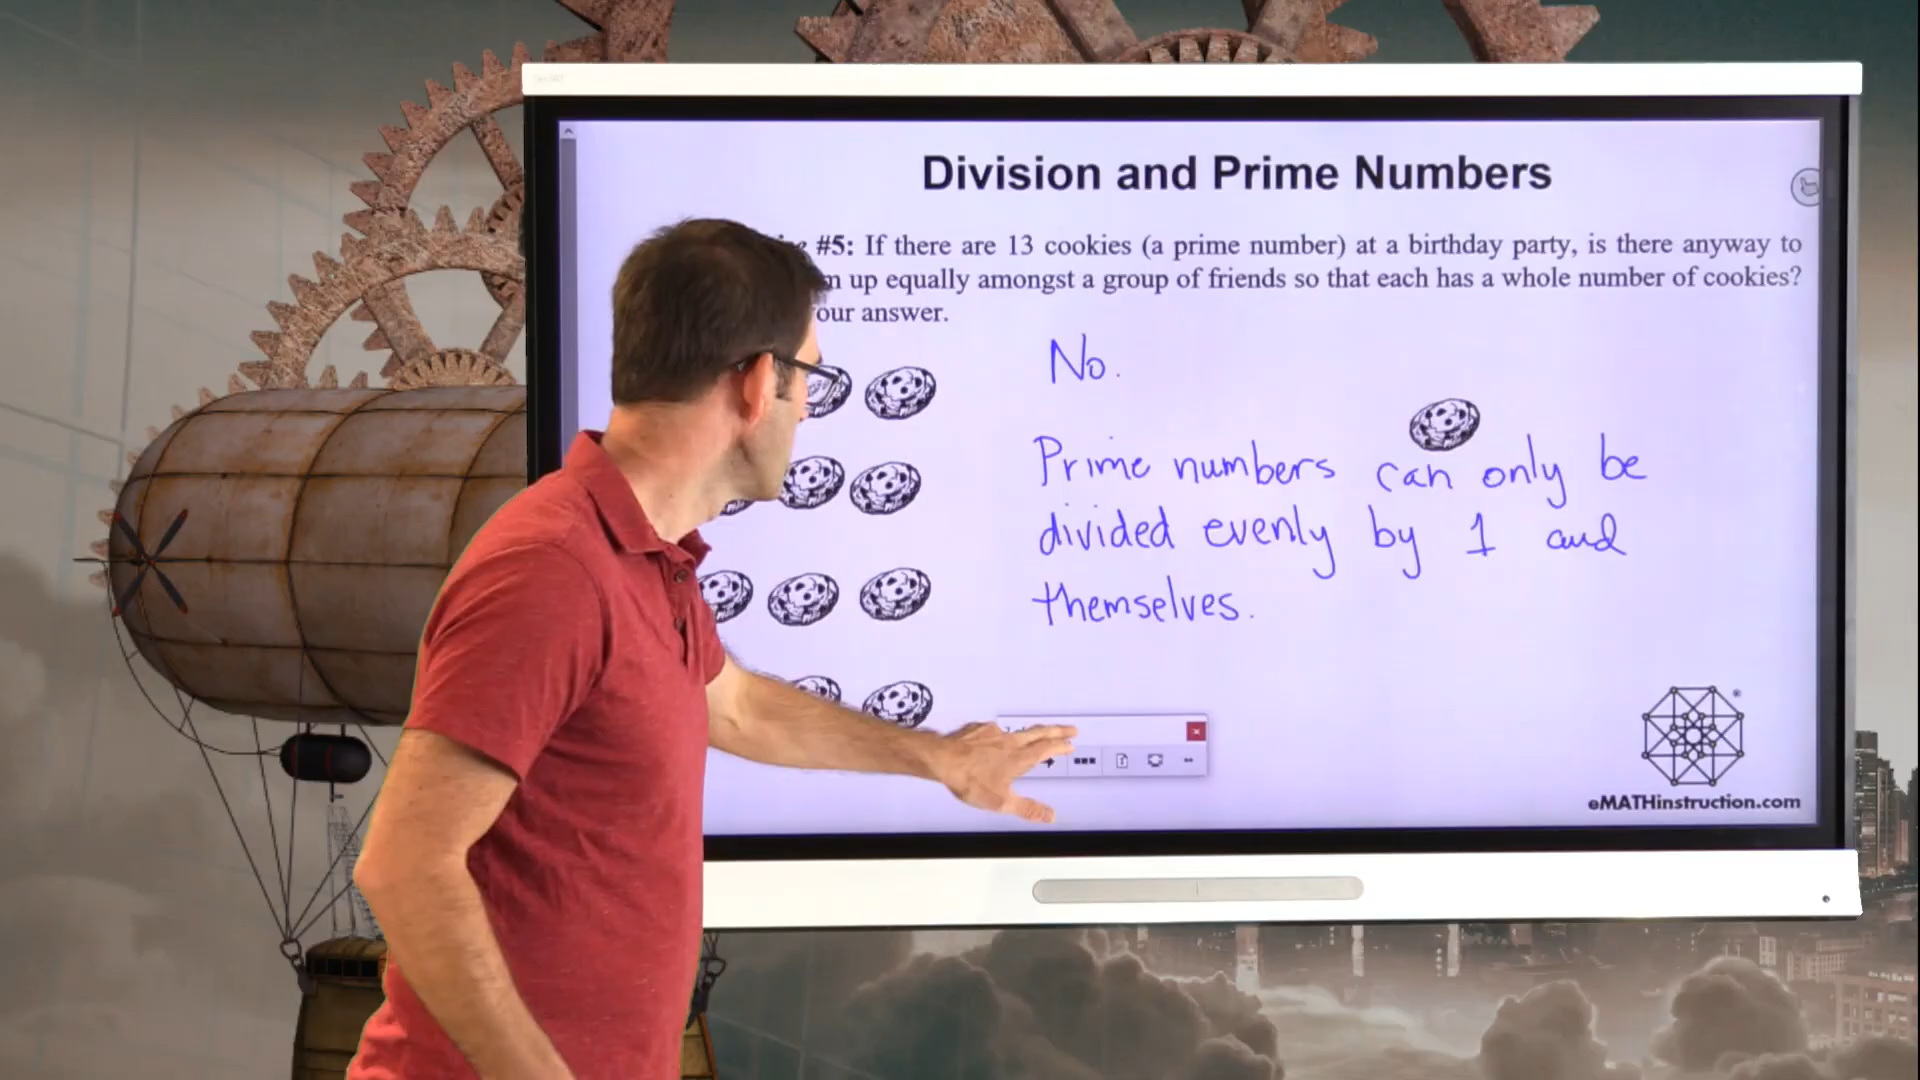 Division and Prime Numbers
#5: If there are 13 cookies (a prime number) at a birthday party, is there anyway to
up equally amongst a group of friends so that each has a whole number of cookies?
our answer.
No.
Prime numbers can only be
divided evenly by 1 and
themselves.
eMATHinstruction.com